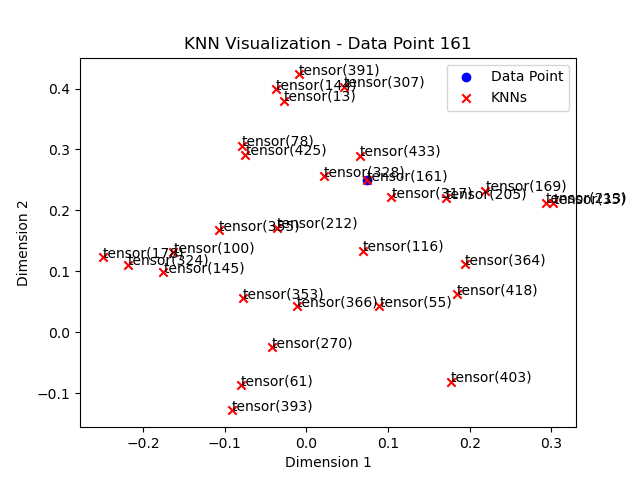 KNN Visualization - Data Point 161
Data Point
KNNs
tensor(391)
tensor(307)
tensor(13)
tensor(78)
tensor(425)
tensor(433)
tensor(328)
tensor(161)
tensor(169)
tensor(205)
tensor(212)
tensor(100)
tensor(116)
tensor(324)
tensor(145)
tensor(364)
tensor(418)
tensor(353)
tensor(366)
tensor(55)
tensor(270)
tensor(61)
tensor(403)
tensor(393)
0.4
0.3
0.2
0.1
0.0
−0.1
Dimension 2
−0.2
−0.1
0.0
0.1
0.2
0.3
Dimension 1